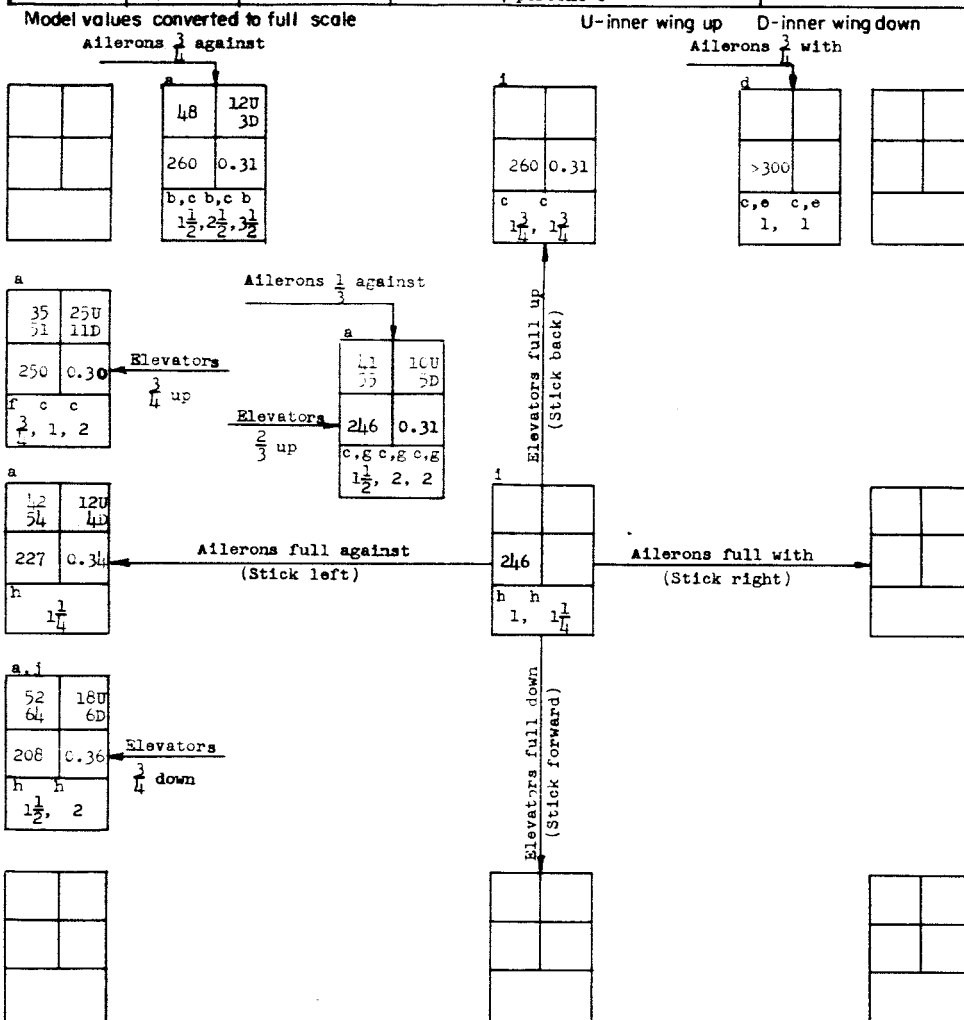 Model values converted to full scale
U-inner wing up D-inner wing down
Ailerons 3/4 against
Ailerons 3/4 with
a
48 12U
3D
260 0.31
b,c b,c b
1 1/2, 2 1/2, 3 1/2
i
260 0.31
c c
1 3/4, 1 3/4
d
>300
c,e c,e
1, 1
a
35 25U
51 11D
250 0.30
f c c
3/4, 1, 2
Elevators
3/4 up
Ailerons 1/3 against
a
41 10U
55 5D
246 0.31
c,g c,g c,g
1 1/2, 2, 2
Elevators
2/3 up
Elevators full up
(Stick back)
a
42 12U
54 4D
227 0.34
h
1 1/4
Ailerons full against
(Stick left)
i
246
h h
1, 1 1/4
Ailerons full with
(Stick right)
a,j
52 18U
64 6D
208 0.36
h h
1 1/2, 2
Elevators
3/4 down
Elevators full down
(Stick forward)